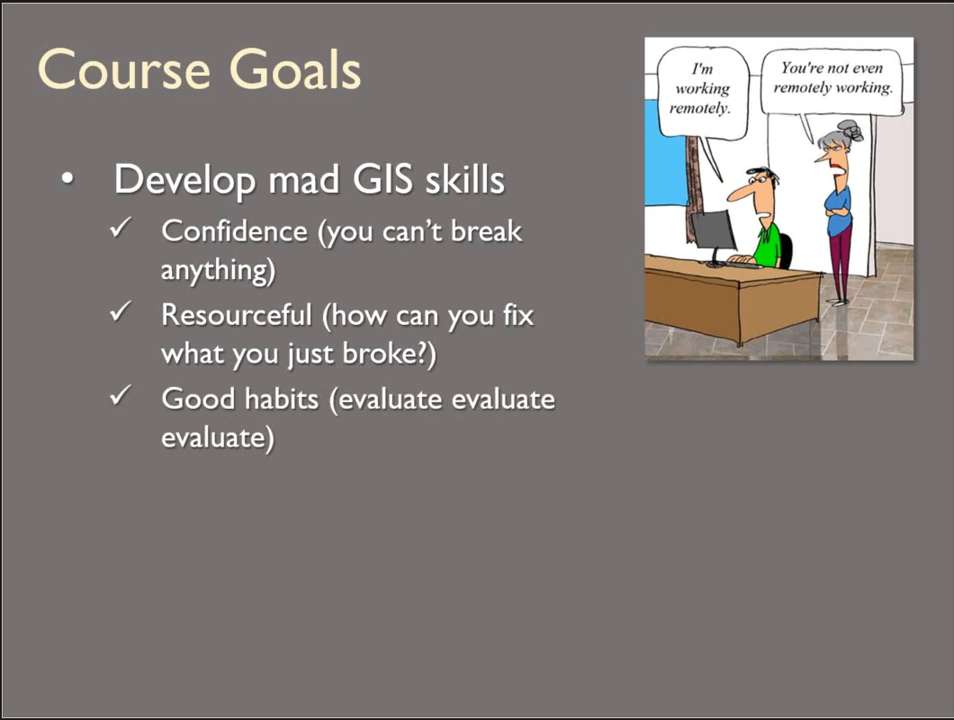 Course Goals
• Develop mad GIS skills
✓ Confidence (you can’t break
anything)
✓ Resourceful (how can you fix
what you just broke?)
✓ Good habits (evaluate evaluate
evaluate)
I'm
working
remotely.
You're not even
remotely working.